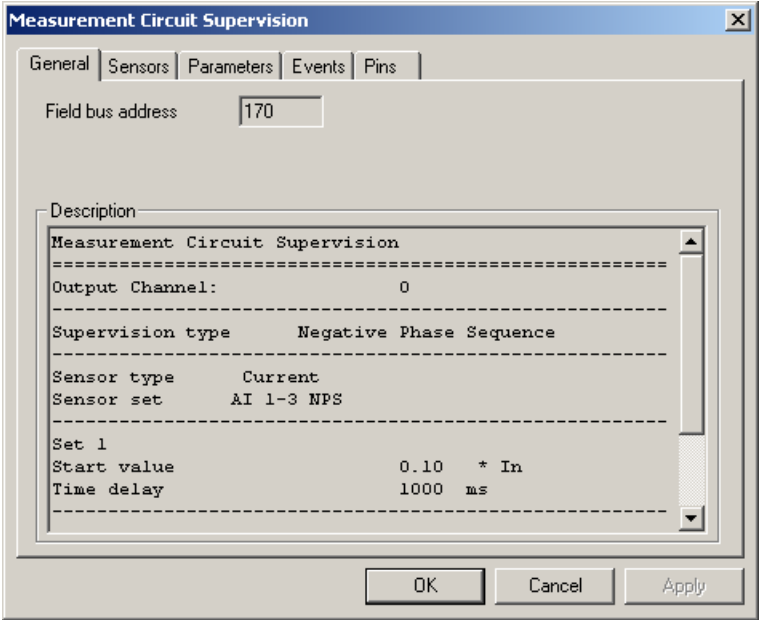 Measurement Circuit Supervision
General Sensors Parameters Events Pins
Field bus address 170
Description
Measurement Circuit Supervision
=======================================================
Output Channel: 0
-------------------------------------------------------
Supervision type Negative Phase Sequence
-------------------------------------------------------
Sensor type Current
Sensor set AI 1-3 NPS
-------------------------------------------------------
Set 1
Start value 0.10 * In
Time delay 1000 ms
-------------------------------------------------------
OK Cancel Apply